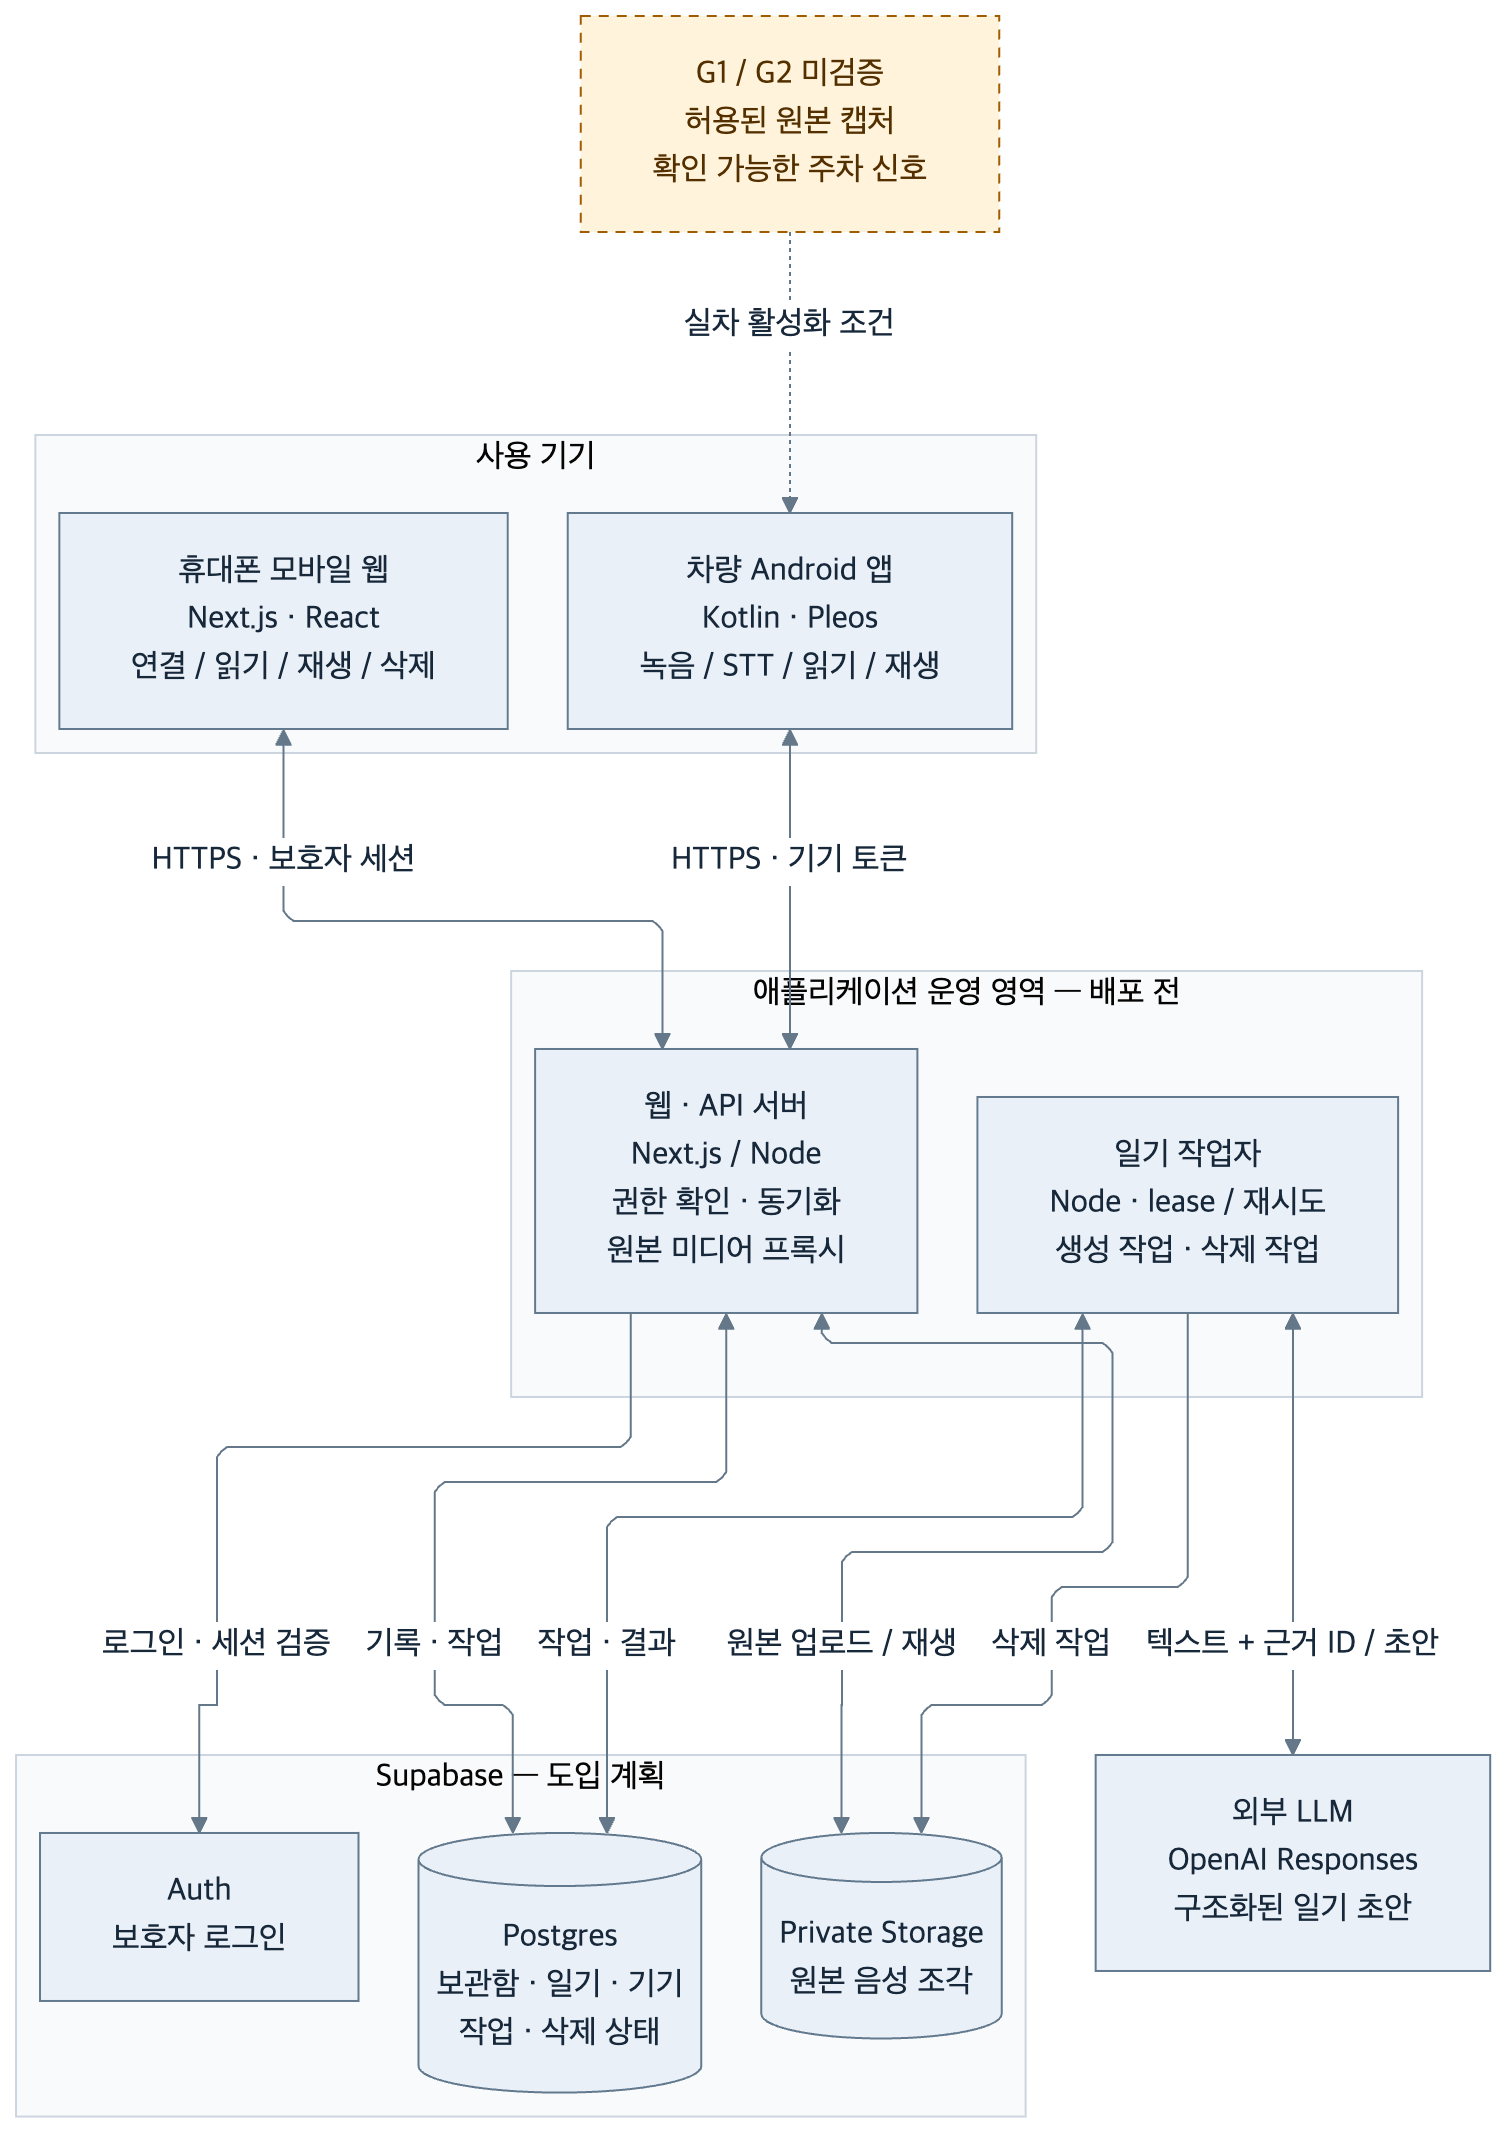 G1 / G2 미검증
허용된 원본 캡처
확인 가능한 주차 신호
실차 활성화 조건
사용 기기
휴대폰 모바일 웹
Next.js · React
연결 / 읽기 / 재생 / 삭제
차량 Android 앱
Kotlin · Pleos
녹음 / STT / 읽기 / 재생
HTTPS · 보호자 세션
HTTPS · 기기 토큰
애플리케이션 운영 영역 — 배포 전
웹 · API 서버
Next.js / Node
권한 확인 · 동기화
원본 미디어 프록시
일기 작업자
Node · lease / 재시도
생성 작업 · 삭제 작업
로그인 · 세션 검증
기록 · 작업
작업 · 결과
원본 업로드 / 재생
삭제 작업
텍스트 + 근거 ID / 초안
Supabase — 도입 계획
Auth
보호자 로그인
Postgres
보관함 · 일기 · 기기
작업 · 삭제 상태
Private Storage
원본 음성 조각
외부 LLM
OpenAI Responses
구조화된 일기 초안